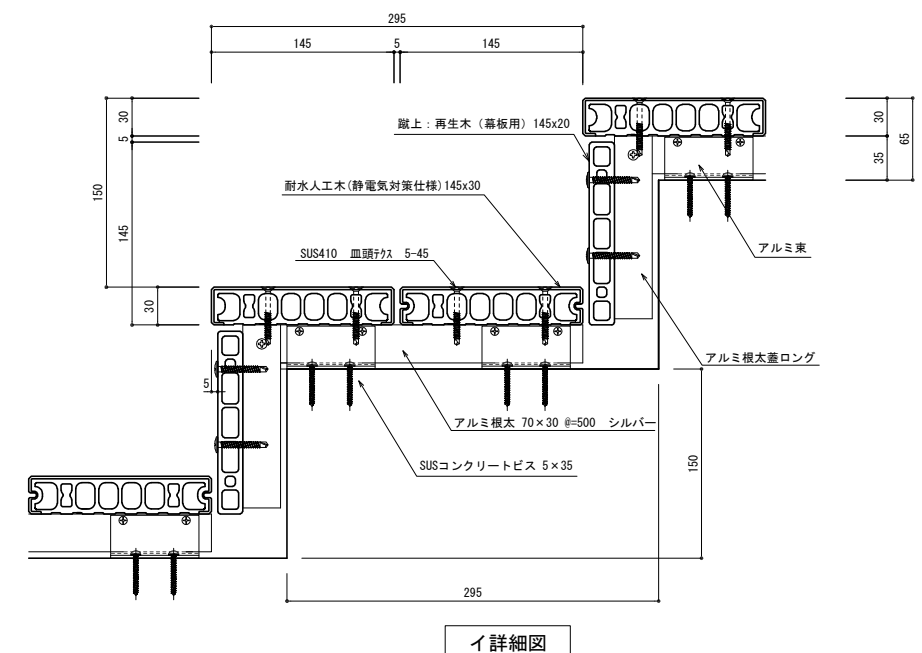 295
145
5
145
30
5
150
145
30
蹴上：再生木（幕板用）145x20
30
35
65
耐水人工木(静電気対策仕様)145x30
SUS410 皿頭ﾃｸｽ 5-45
アルミ束
アルミ根太蓋ロング
5
アルミ根太 70×30 @=500 シルバー
SUSコンクリートビス 5×35
150
295
イ詳細図